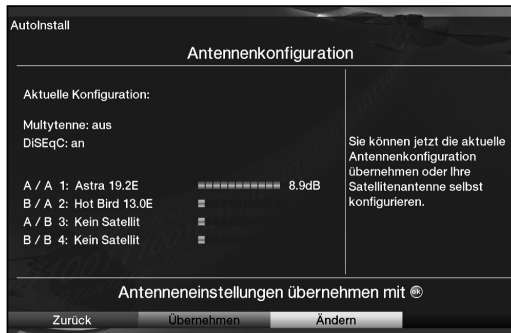 AutoInstall
Antennenkonfiguration
Aktuelle Konfiguration:
Multytenne: aus
DiSEqC: an
A / A 1: Astra 19.2E 8.9dB
B / A 2: Hot Bird 13.0E
A / B 3: Kein Satellit
B / B 4: Kein Satellit
Sie können jetzt die aktuelle
Antennenkonfiguration
übernehmen oder Ihre
Satellitenantenne selbst
konfigurieren.
Antenneneinstellungen übernehmen mit ok
Zurück Übernehmen Ändern